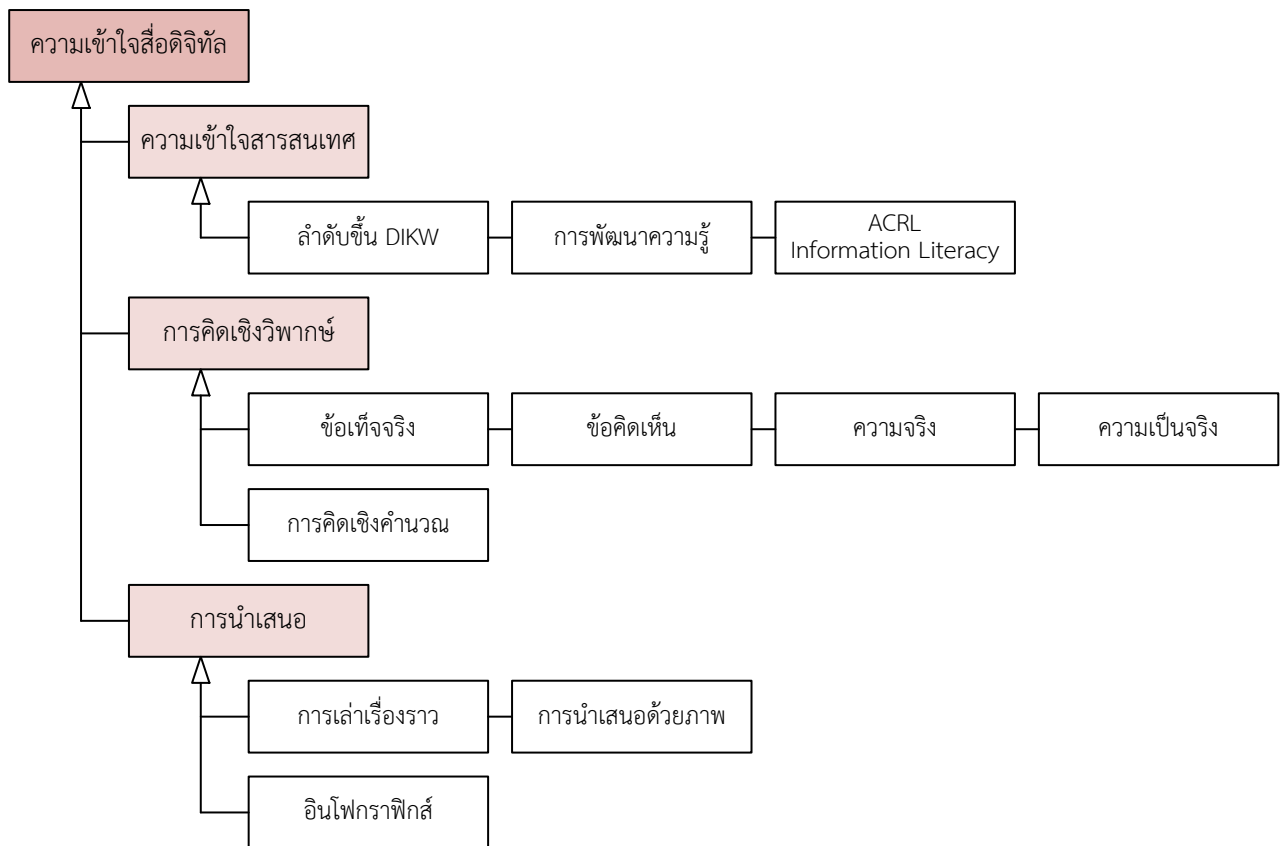 ความเข้าใจสื่อดิจิทัล
ความเข้าใจสารสนเทศ
ลำดับขึ้น DIKW
การพัฒนาความรู้
ACRL
Information Literacy
การคิดเชิงวิพากษ์
ข้อเท็จจริง
ข้อคิดเห็น
ความจริง
ความเป็นจริง
การคิดเชิงคำนวณ
การนำเสนอ
การเล่าเรื่องราว
การนำเสนอด้วยภาพ
อินโฟกราฟิกส์